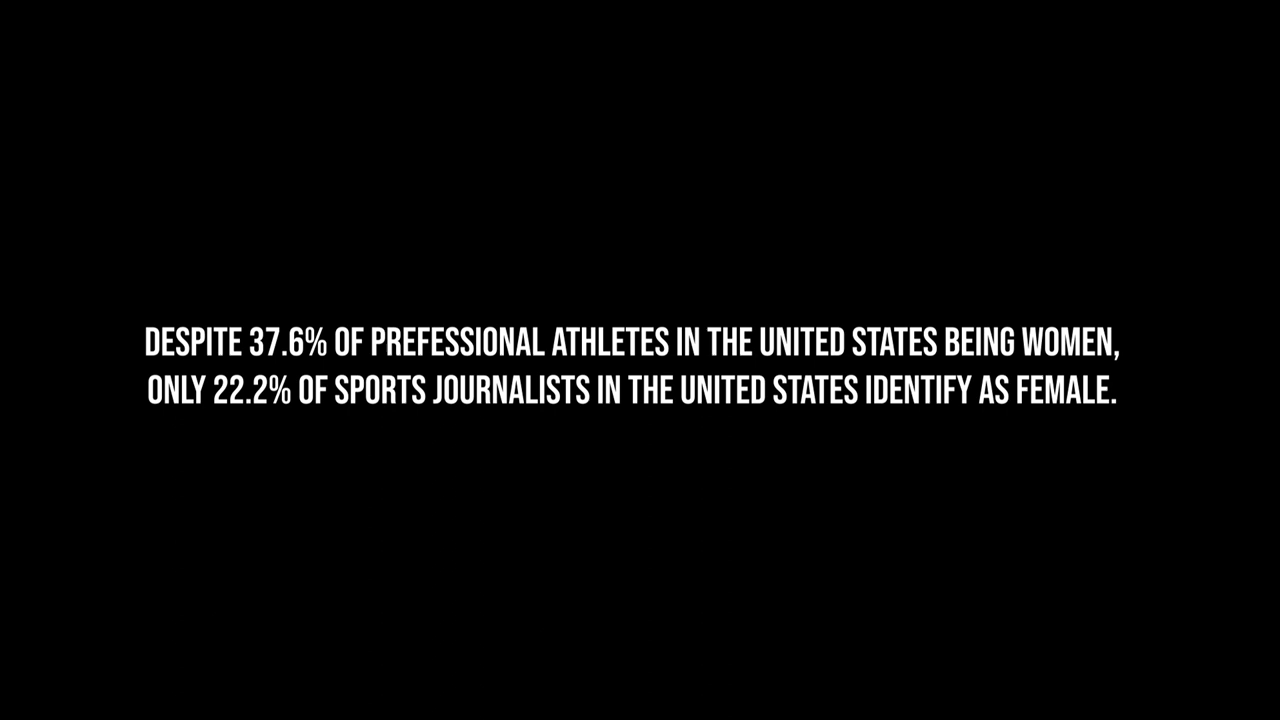 DESPITE 37.6% OF PREFESSIONAL ATHLETES IN THE UNITED STATES BEING WOMEN,
ONLY 22.2% OF SPORTS JOURNALISTS IN THE UNITED STATES IDENTIFY AS FEMALE.